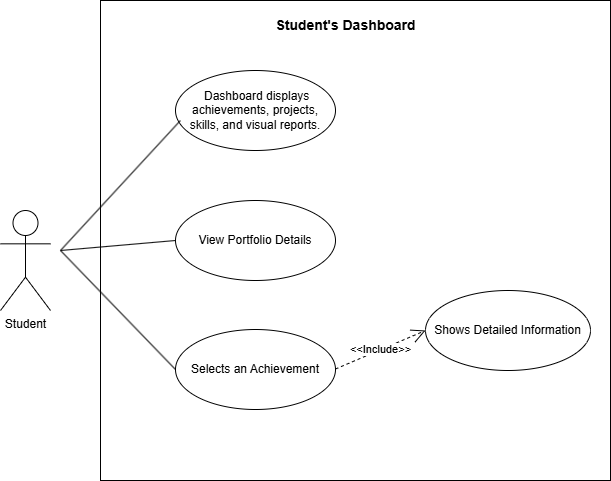 Student's Dashboard
Dashboard displays
achievements, projects,
skills, and visual reports.
View Portfolio Details
Student
Shows Detailed Information
<<Include>>
Selects an Achievement